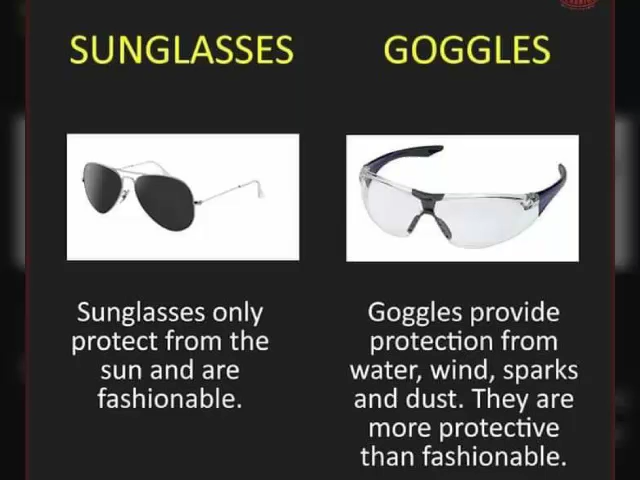 SUNGLASSES
GOGGLES
Sunglasses only
protect from the
sun and are
fashionable.
Goggles provide
protection from
water, wind, sparks
and dust. They are
more protective
than fashionable.